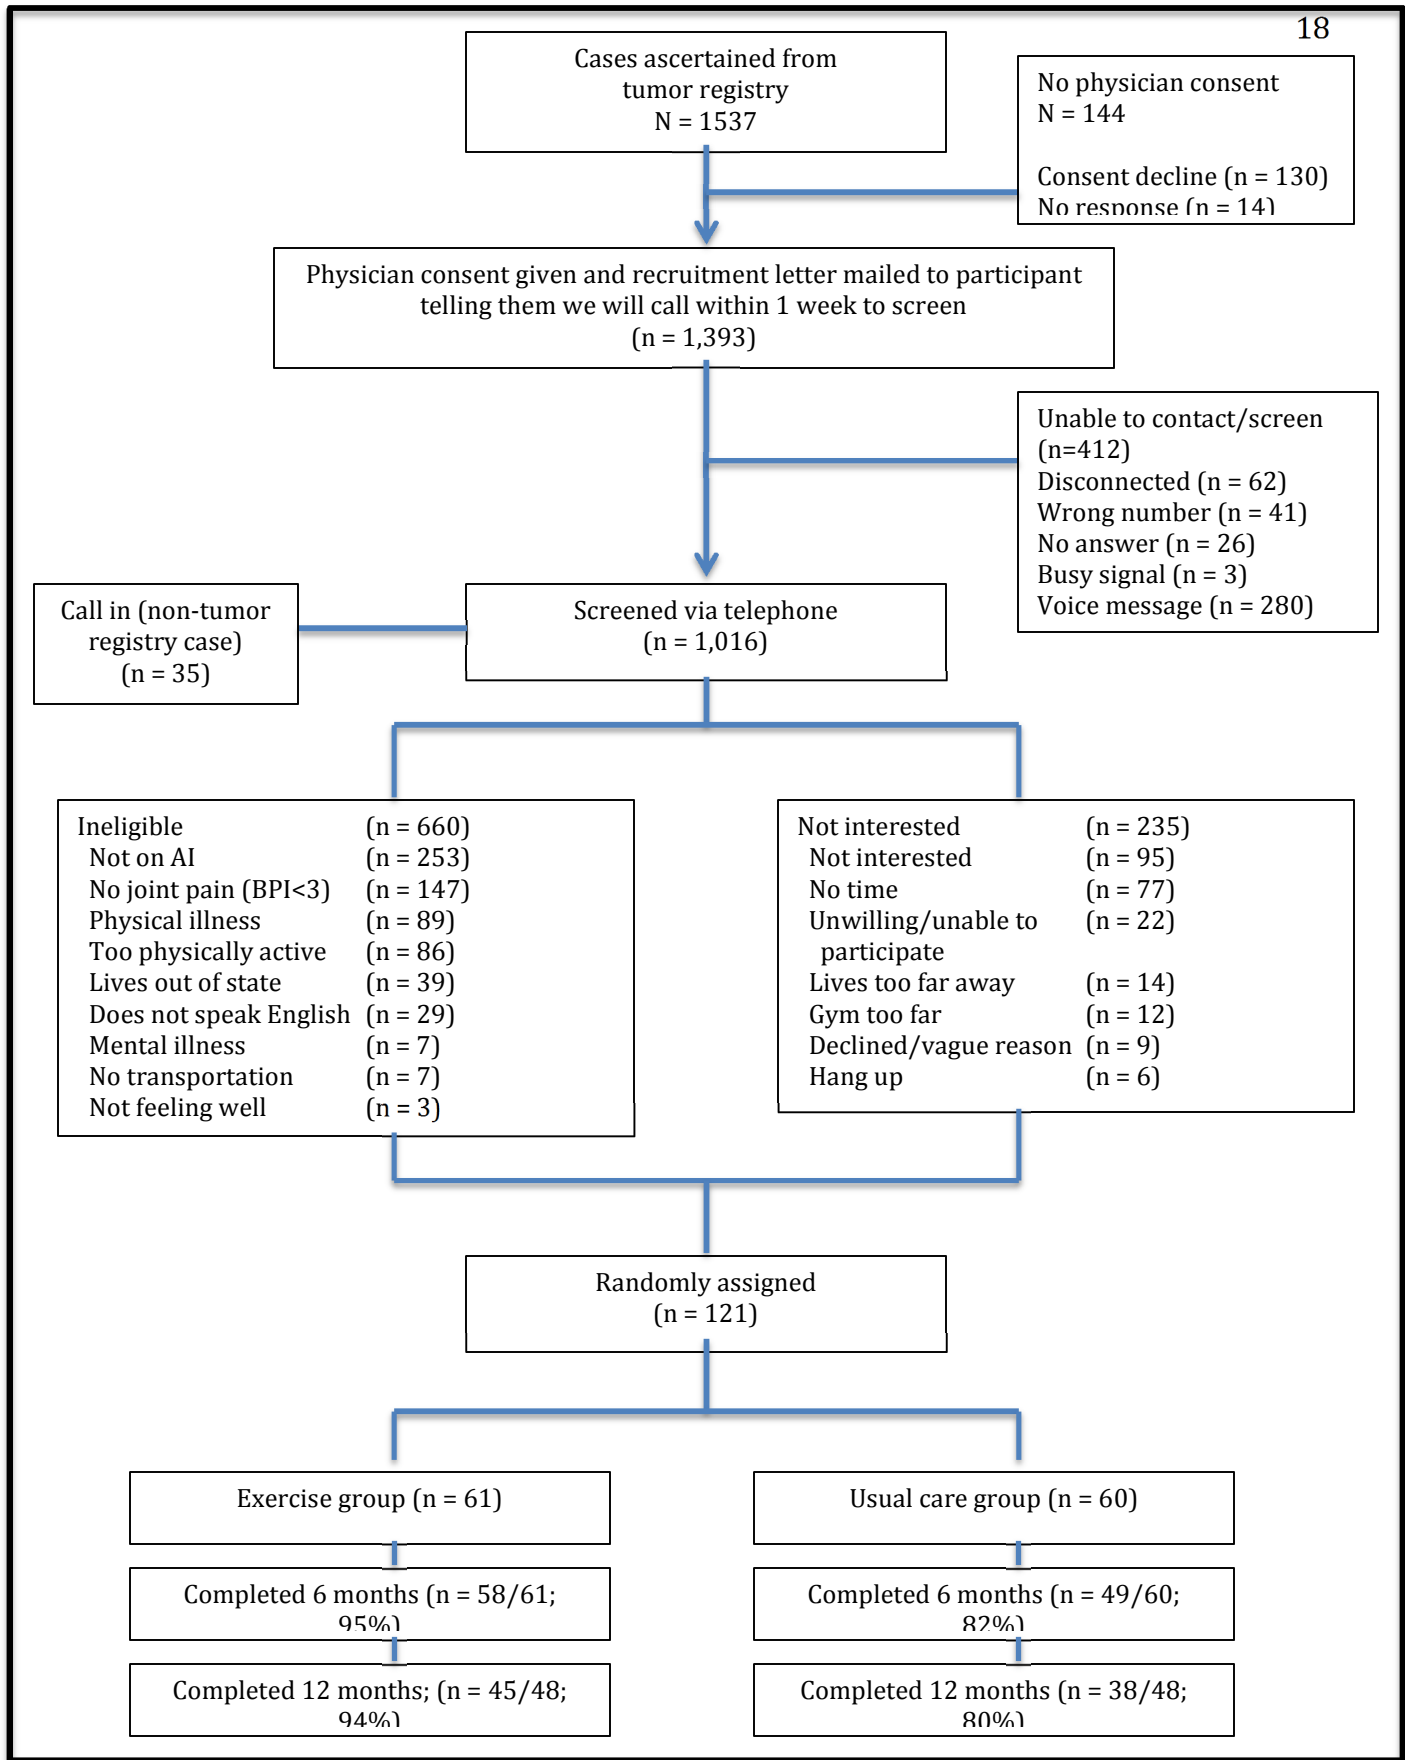 18
Cases ascertained from
tumor registry
N = 1537
No physician consent
N = 144
Consent decline (n = 130)
No response (n = 14)
Physician consent given and recruitment letter mailed to participant
telling them we will call within 1 week to screen
(n = 1,393)
Unable to contact/screen
(n=412)
Disconnected (n = 62)
Wrong number (n = 41)
No answer (n = 26)
Busy signal (n = 3)
Voice message (n = 280)
Call in (non-tumor
registry case)
(n = 35)
Screened via telephone
(n = 1,016)
Ineligible (n = 660)
Not on AI (n = 253)
No joint pain (BPI<3) (n = 147)
Physical illness (n = 89)
Too physically active (n = 86)
Lives out of state (n = 39)
Does not speak English (n = 29)
Mental illness (n = 7)
No transportation (n = 7)
Not feeling well (n = 3)
Not interested (n = 235)
Not interested (n = 95)
No time (n = 77)
Unwilling/unable to (n = 22)
participate
Lives too far away (n = 14)
Gym too far (n = 12)
Declined/vague reason (n = 9)
Hang up (n = 6)
Randomly assigned
(n = 121)
Exercise group (n = 61)
Completed 6 months (n = 58/61;
95%)
Completed 12 months; (n = 45/48;
94%)
Usual care group (n = 60)
Completed 6 months (n = 49/60;
82%)
Completed 12 months (n = 38/48;
80%)